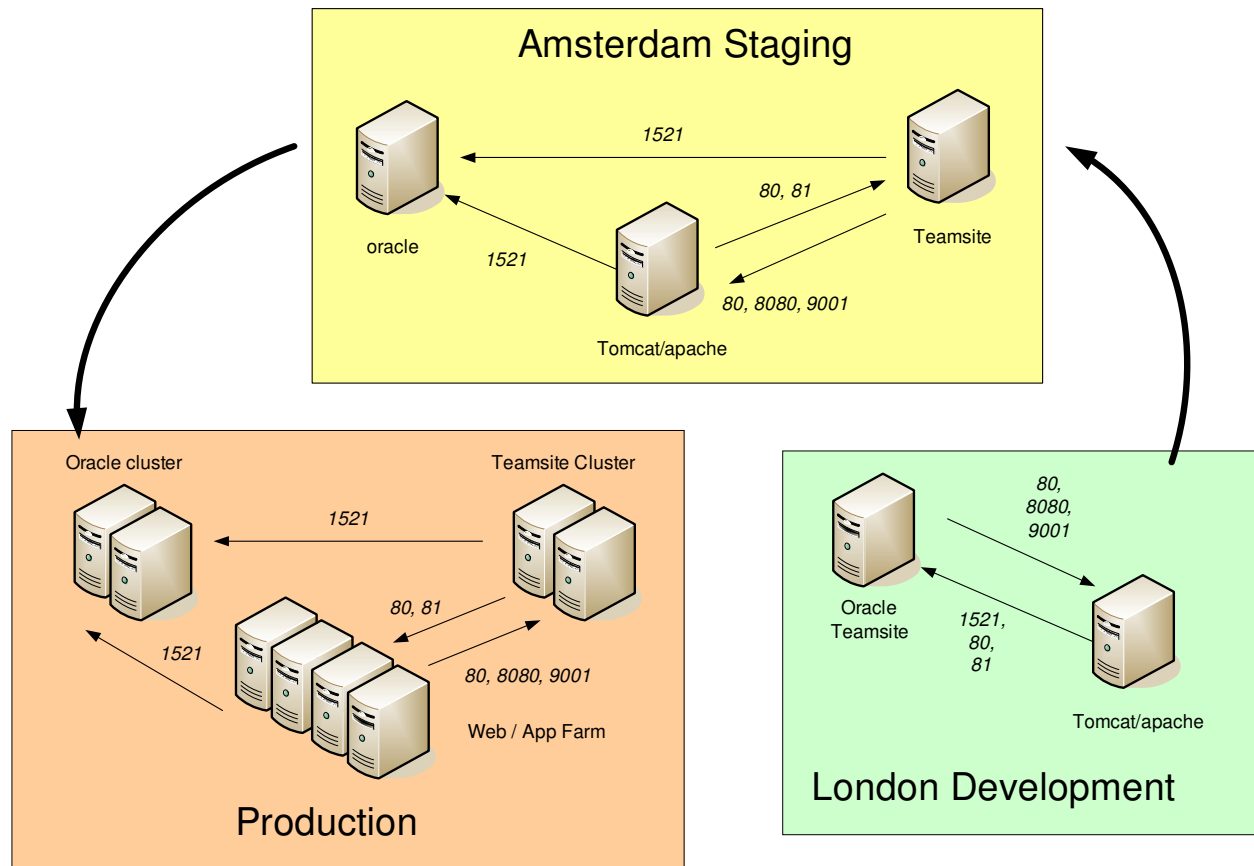 Amsterdam Staging
1521
80, 81
oracle
1521
Teamsite
80, 8080, 9001
Tomcat/apache
Oracle cluster
Teamsite Cluster
1521
80, 81
1521
80, 8080, 9001
Web / App Farm
Production
80,
8080,
9001
Oracle
Teamsite
1521,
80,
81
Tomcat/apache
London Development